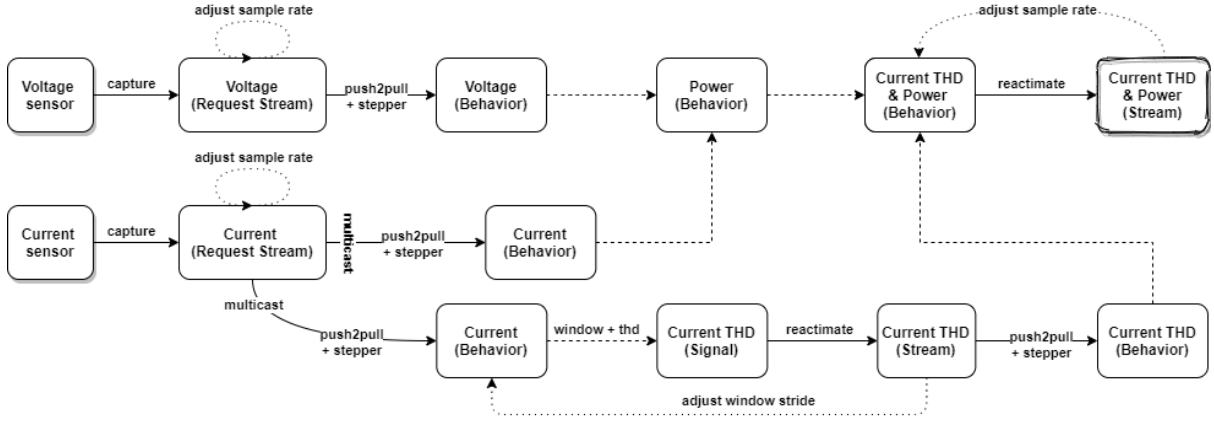 adjust sample rate
adjust sample rate
Voltage
sensor
capture
Voltage
(Request Stream)
push2pull
+ stepper
Voltage
(Behavior)
Power
(Behavior)
Current THD
& Power
(Behavior)
reactimate
Current THD
& Power
(Stream)
adjust sample rate
Current
sensor
capture
Current
(Request Stream)
multicast
push2pull
+ stepper
Current
(Behavior)
multicast
push2pull
+ stepper
Current
(Behavior)
window + thd
Current THD
(Signal)
reactimate
Current THD
(Stream)
push2pull
+ stepper
Current THD
(Behavior)
adjust window stride